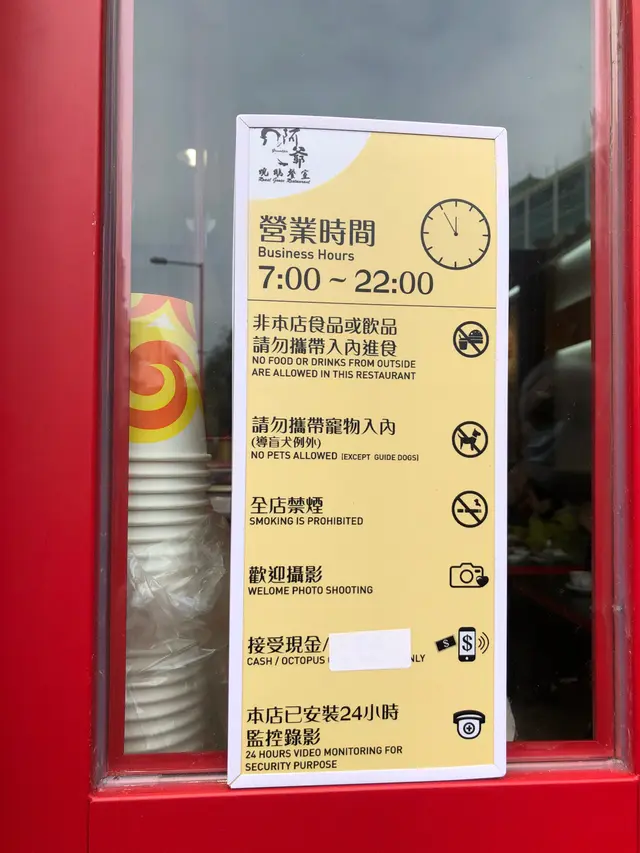 阿爺
燒鵝餐室
Roast Goose Restaurant
營業時間
Business Hours
7:00 ~ 22:00
非本店食品或飲品
請勿攜帶入內進食
NO FOOD OR DRINKS FROM OUTSIDE
ARE ALLOWED IN THIS RESTAURANT
請勿攜帶寵物入內
(導盲犬例外)
NO PETS ALLOWED (EXCEPT GUIDE DOGS)
全店禁煙
SMOKING IS PROHIBITED
歡迎攝影
WELOME PHOTO SHOOTING
接受現金/
CASH / OCTOPUS
本店已安裝24小時
監控錄影
24 HOURS VIDEO MONITORING FOR
SECURITY PURPOSE